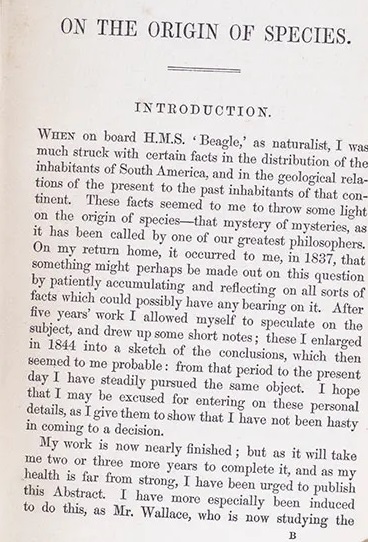 ON THE ORIGIN OF SPECIES.
INTRODUCTION.
WHEN on board H.M.S. ‘Beagle,’ as naturalist, I was
much struck with certain facts in the distribution of the
inhabitants of South America, and in the geological rela-
tions of the present to the past inhabitants of that con-
tinent. These facts seemed to me to throw some light
on the origin of species—that mystery of mysteries, as
it has been called by one of our greatest philosophers.
On my return home, it occurred to me, in 1837, that
something might perhaps be made out on this question
by patiently accumulating and reflecting on all sorts of
facts which could possibly have any bearing on it. After
five years’ work I allowed myself to speculate on the
subject, and drew up some short notes; these I enlarged
in 1844 into a sketch of the conclusions, which then
seemed to me probable: from that period to the present
day I have steadily pursued the same object. I hope
that I may be excused for entering on these personal
details, as I give them to show that I have not been hasty
in coming to a decision.
My work is now nearly finished; but as it will take
me two or three more years to complete it, and as my
health is far from strong, I have been urged to publish
this Abstract. I have more especially been induced
to do this, as Mr. Wallace, who is now studying the
B